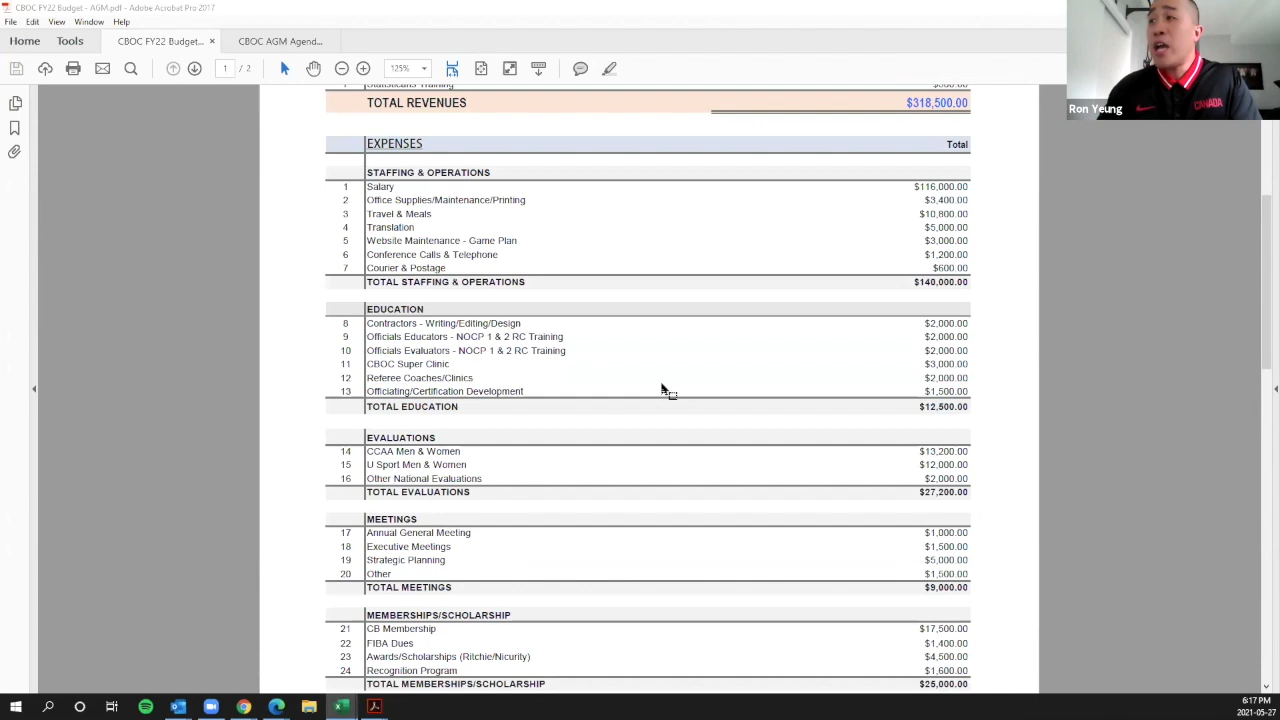 CBOC FY22 Budget - AGM.pdf - Adobe Acrobat Pro 2017
File Edit View Window Help
Home Tools CBOC FY22 Budget... × CBOC AGM Agend...
1 / 2 125%
TOTAL REVENUES $318,500.00
EXPENSES Total
STAFFING & OPERATIONS
1 Salary $116,000.00
2 Office Supplies/Maintenance/Printing $3,400.00
3 Travel & Meals $10,800.00
4 Translation $5,000.00
5 Website Maintenance - Game Plan $3,000.00
6 Conference Calls & Telephone $1,200.00
7 Courier & Postage $600.00
TOTAL STAFFING & OPERATIONS $140,000.00
EDUCATION
8 Contractors - Writing/Editing/Design $2,000.00
9 Officials Educators - NOCP 1 & 2 RC Training $2,000.00
10 Officials Evaluators - NOCP 1 & 2 RC Training $2,000.00
11 CBOC Super Clinic $3,000.00
12 Referee Coaches/Clinics $2,000.00
13 Officiating/Certification Development $1,500.00
TOTAL EDUCATION $12,500.00
EVALUATIONS
14 CCAA Men & Women $13,200.00
15 U Sport Men & Women $12,000.00
16 Other National Evaluations $2,000.00
TOTAL EVALUATIONS $27,200.00
MEETINGS
17 Annual General Meeting $1,000.00
18 Executive Meetings $1,500.00
19 Strategic Planning $5,000.00
20 Other $1,500.00
TOTAL MEETINGS $9,000.00
MEMBERSHIPS/SCHOLARSHIP
21 CB Membership $17,500.00
22 FIBA Dues $1,400.00
23 Awards/Scholarships (Ritchie/Nicurity) $4,500.00
24 Recognition Program $1,600.00
TOTAL MEMBERSHIPS/SCHOLARSHIP $25,000.00
CANADA
Ron Yeung
6:17 PM
2021-05-27